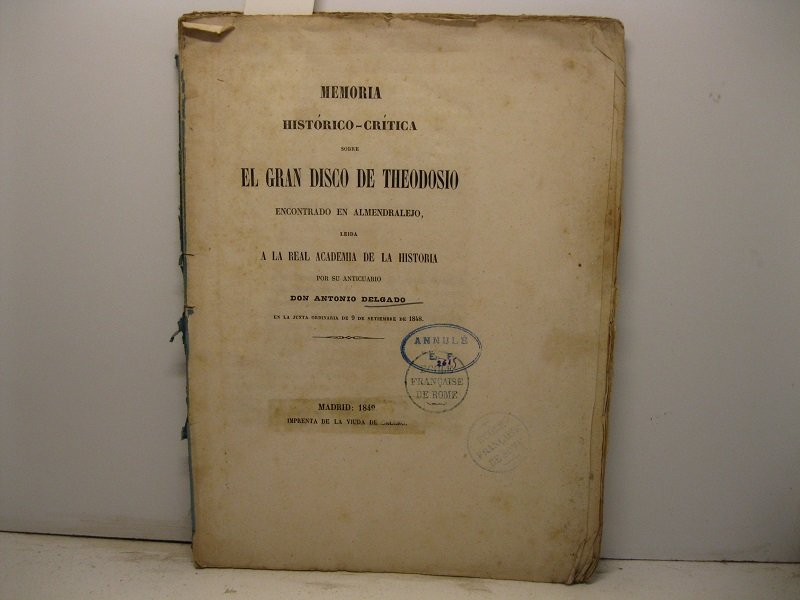 MEMORIA
HISTÓRICO-CRÍTICA
SOBRE
EL GRAN DISCO DE THEODOSIO
ENCONTRADO EN ALMENDRALEJO,
LEIDA
A LA REAL ACADEMIA DE LA HISTORIA
POR SU ANTICUARIO
DON ANTONIO DELGADO
EN LA JUNTA ORDINARIA DE 9 DE SETIEMBRE DE 1848.
ANNULÉ
E. F.
FRANÇAISE
DE ROME
MADRID: 1849
IMPRENTA DE LA VIUDA DE
FRANÇAISE